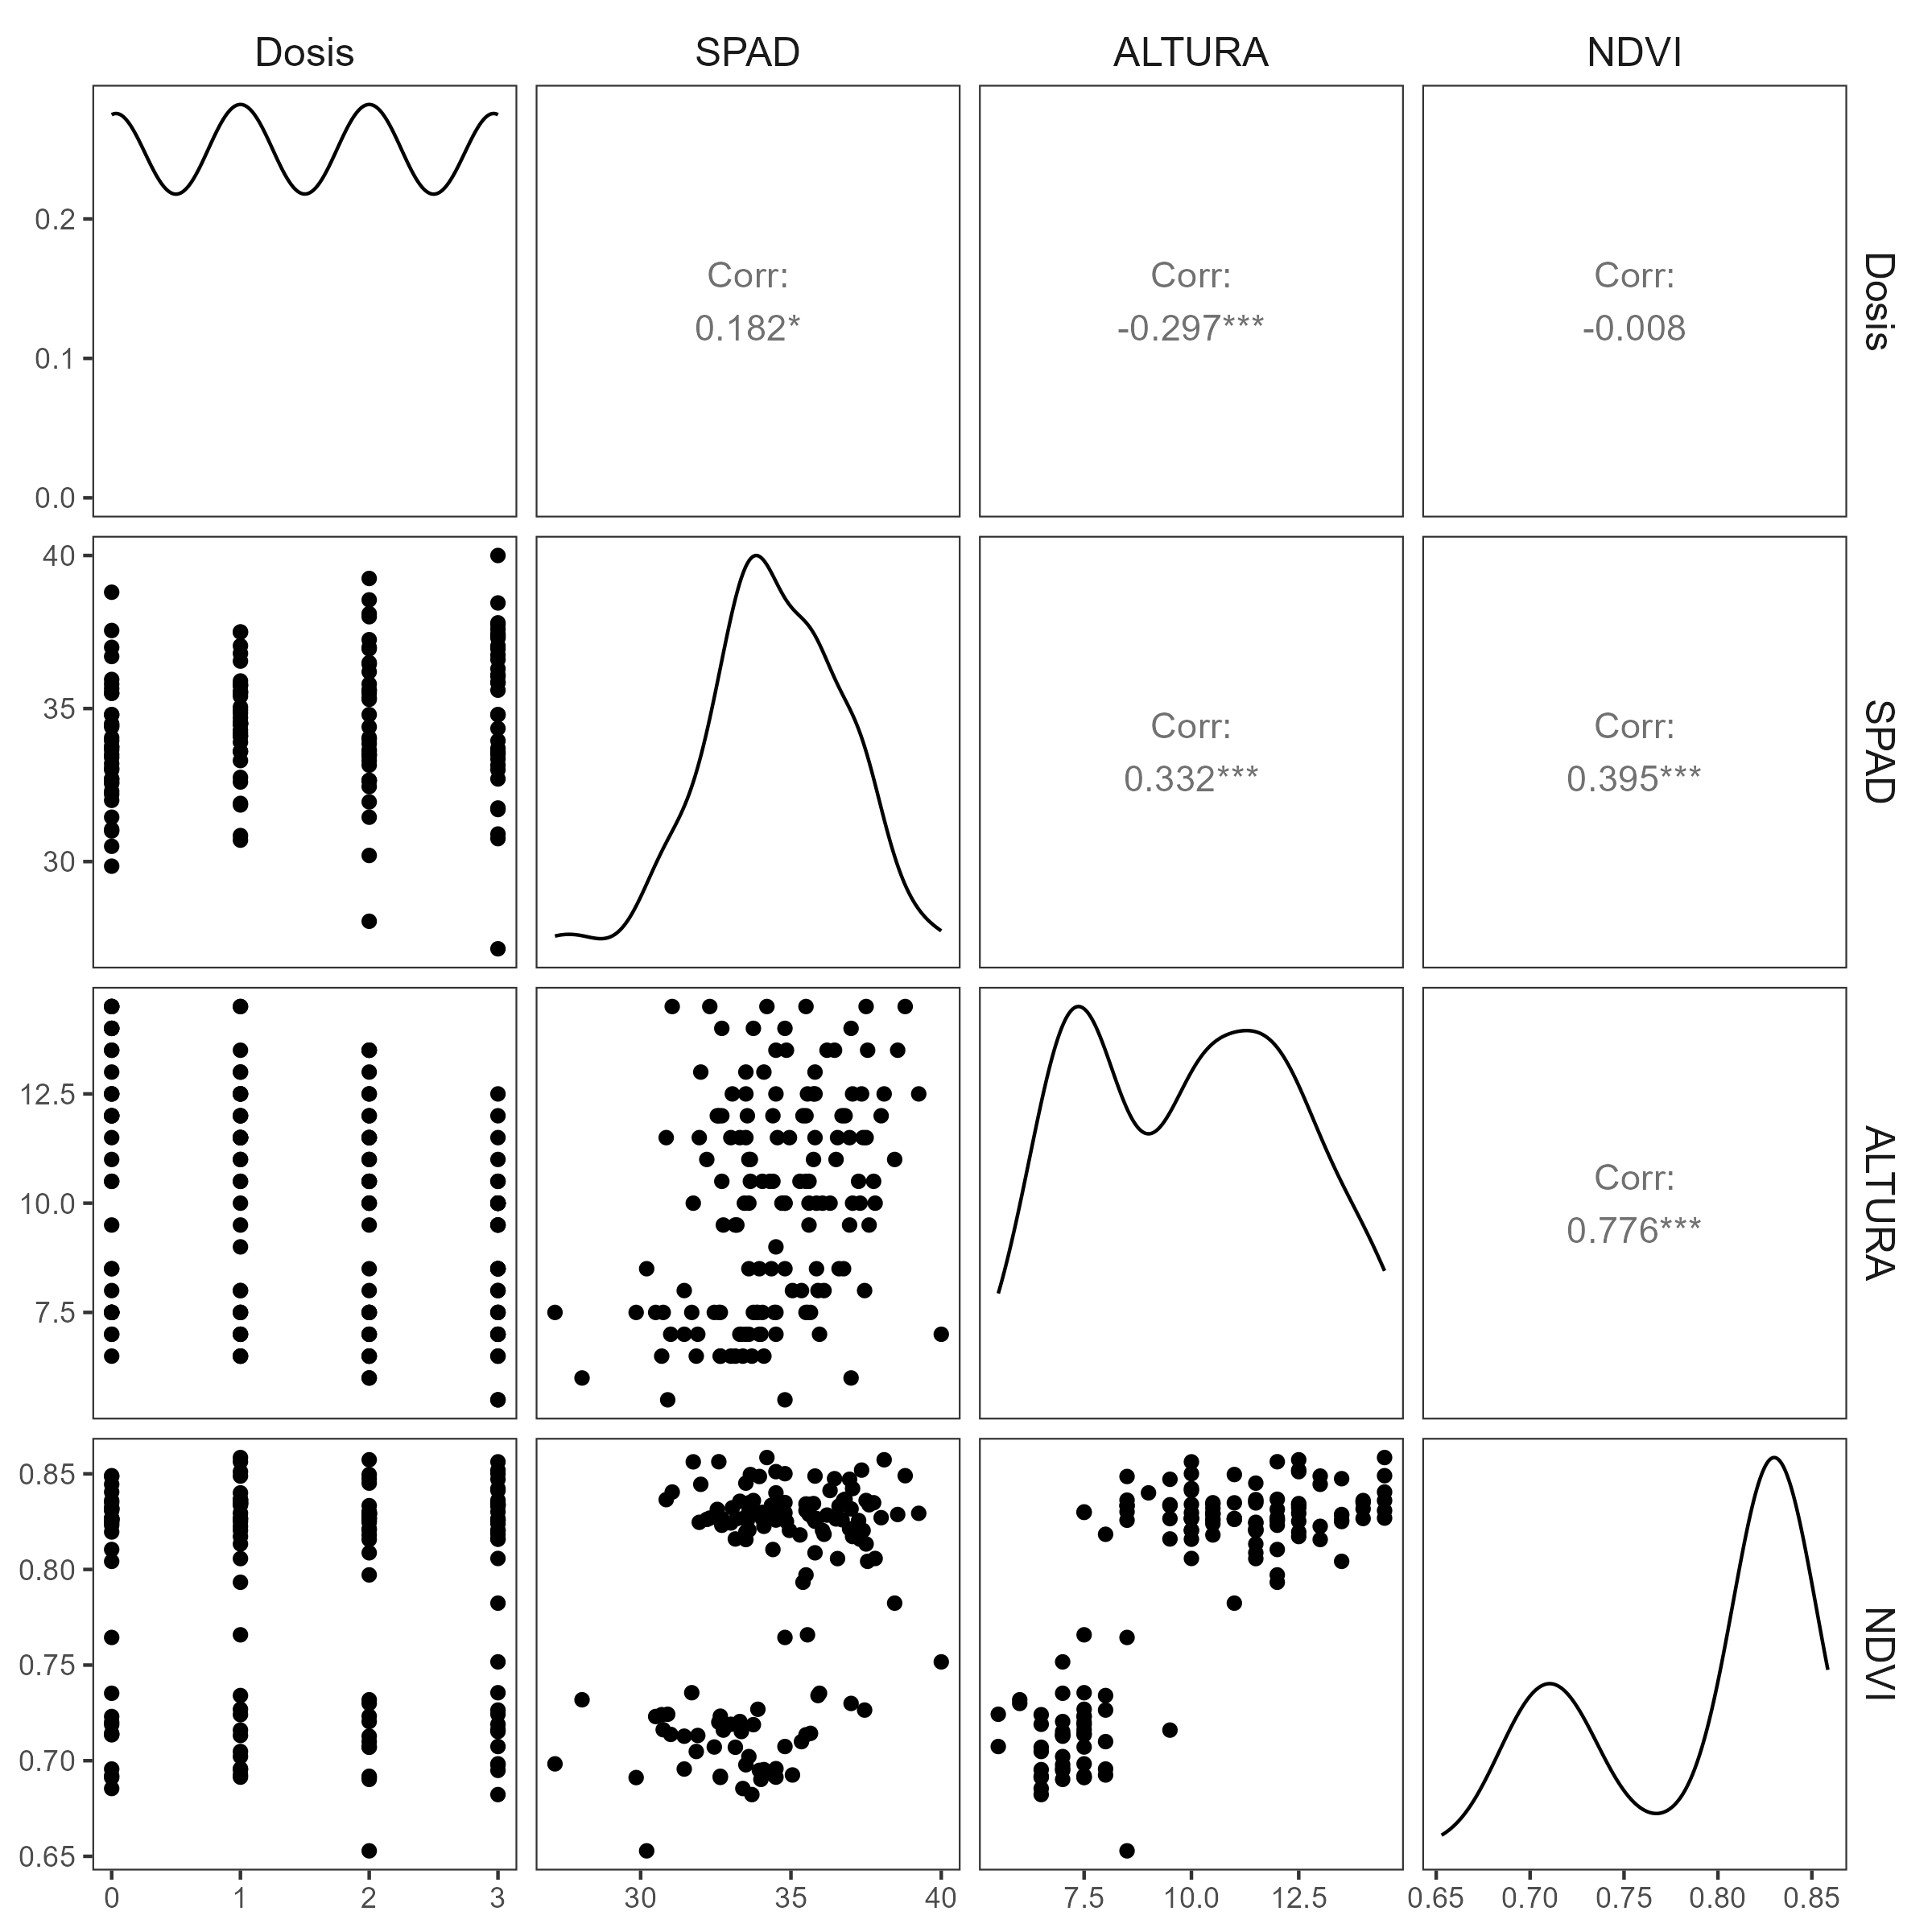 Dosis SPAD ALTURA NDVI
0.2
0.1
0.0
Corr:
0.182*
Corr:
-0.297***
Corr:
-0.008
Dosis
40
35
30
Corr:
0.332***
Corr:
0.395***
SPAD
12.5
10.0
7.5
Corr:
0.776***
ALTURA
0.85
0.80
0.75
0.70
0.65
NDVI
0 1 2 3 30 35 40 7.5 10.0 12.5 0.65 0.70 0.75 0.80 0.85